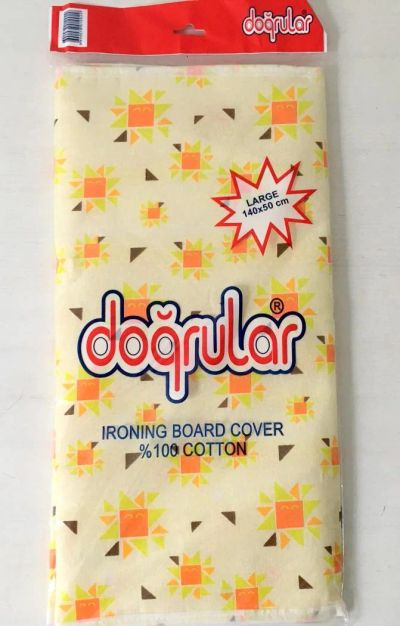 doğrular
LARGE
140x50 cm
doğrular®
IRONING BOARD COVER
%100 COTTON